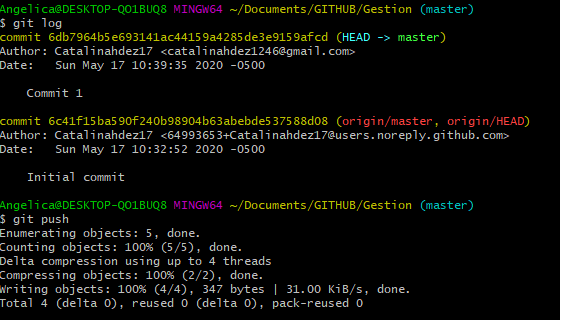 Angelica@DESKTOP-QO1BUQ8 MINGW64 ~/Documents/GITHUB/Gestion (master)
$ git log
commit 6db7964b5e693141ac44159a4285de3e9159afcd (HEAD -> master)
Author: Catalinahdez17 <catalinahdez1246@gmail.com>
Date:   Sun May 17 10:39:35 2020 -0500
    Commit 1
commit 6c41f15ba590f240b98904b63abebde537588d08 (origin/master, origin/HEAD)
Author: Catalinahdez17 <64993653+Catalinahdez17@users.noreply.github.com>
Date:   Sun May 17 10:32:52 2020 -0500
    Initial commit
Angelica@DESKTOP-QO1BUQ8 MINGW64 ~/Documents/GITHUB/Gestion (master)
$ git push
Enumerating objects: 5, done.
Counting objects: 100% (5/5), done.
Delta compression using up to 4 threads
Compressing objects: 100% (2/2), done.
Writing objects: 100% (4/4), 347 bytes | 31.00 KiB/s, done.
Total 4 (delta 0), reused 0 (delta 0), pack-reused 0